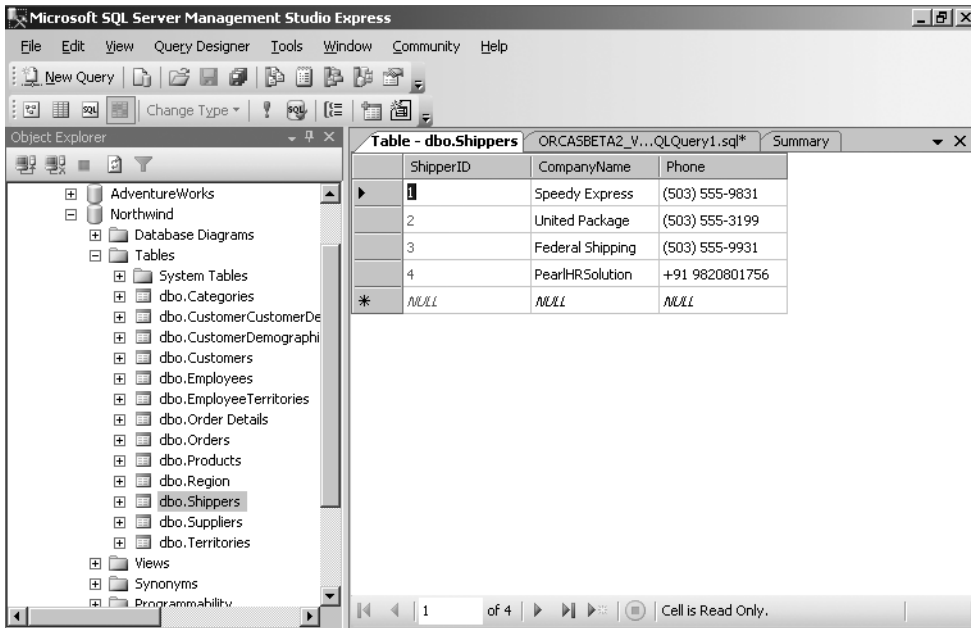 Microsoft SQL Server Management Studio Express
File Edit View Query Designer Tools Window Community Help
New Query
Change Type
Object Explorer
Table - dbo.Shippers ORCASBETA2_V...QLQuery1.sql* Summary
AdventureWorks
Northwind
Database Diagrams
Tables
System Tables
dbo.Categories
dbo.CustomerCustomerDe
dbo.CustomerDemographi
dbo.Customers
dbo.Employees
dbo.EmployeeTerritories
dbo.Order Details
dbo.Orders
dbo.Products
dbo.Region
dbo.Shippers
dbo.Suppliers
dbo.Territories
Views
Synonyms
Programmability
ShipperID CompanyName Phone
1 Speedy Express (503) 555-9831
2 United Package (503) 555-3199
3 Federal Shipping (503) 555-9931
4 PearlHRSolution +91 9820801756
NULL NULL NULL
1 of 4 Cell is Read Only.